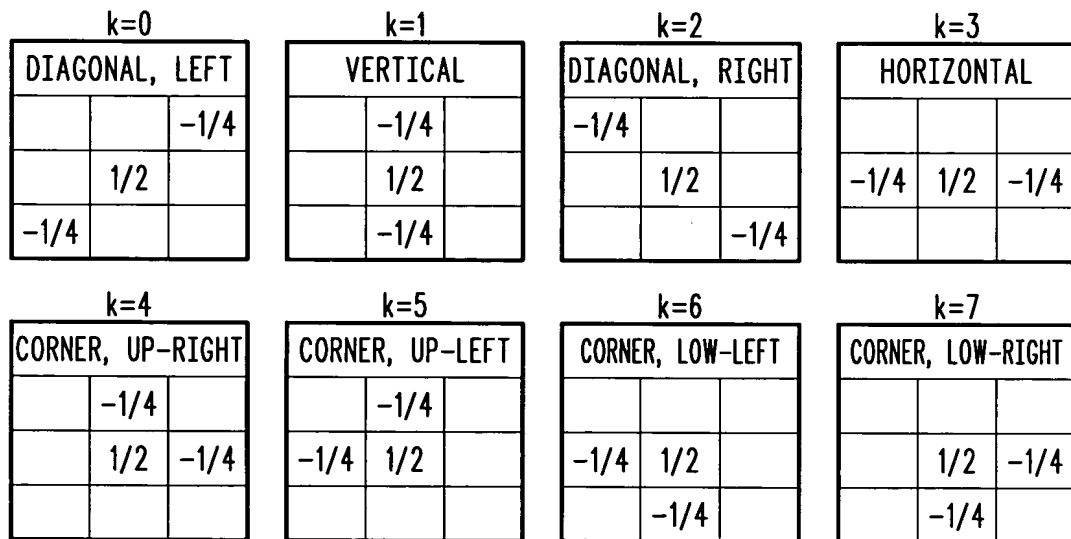 k=0 k=1 k=2 k=3
DIAGONAL, LEFT VERTICAL DIAGONAL, RIGHT HORIZONTAL
-1/4 -1/4 -1/4
1/2 1/2 1/2 -1/4 1/2 -1/4
-1/4 -1/4 -1/4
k=4 k=5 k=6 k=7
CORNER, UP-RIGHT CORNER, UP-LEFT CORNER, LOW-LEFT CORNER, LOW-RIGHT
-1/4 -1/4
1/2 -1/4 -1/4 1/2 -1/4 1/2 1/2 -1/4
-1/4 -1/4